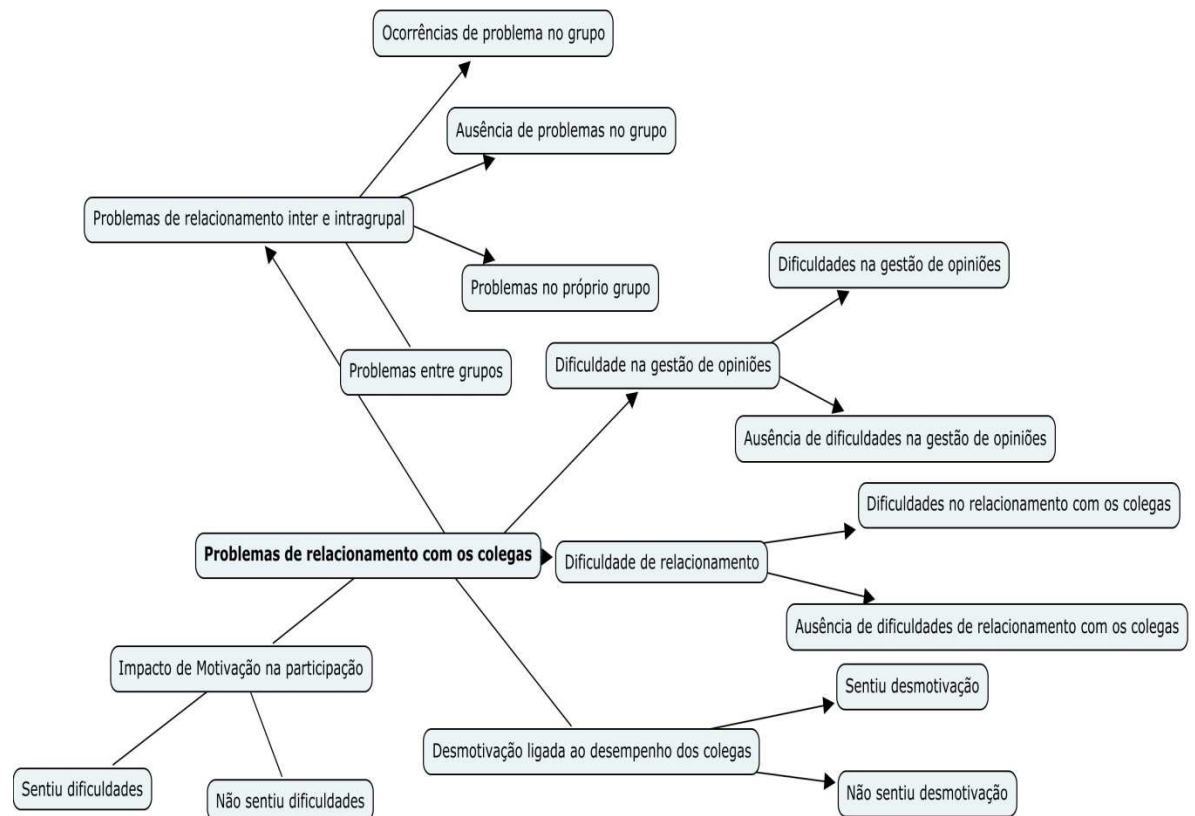 Ocorrências de problema no grupo
Ausência de problemas no grupo
Problemas de relacionamento inter e intragrupal
Dificuldades na gestão de opiniões
Problemas no próprio grupo
Problemas entre grupos
Dificuldade na gestão de opiniões
Ausência de dificuldades na gestão de opiniões
Dificuldades no relacionamento com os colegas
Problemas de relacionamento com os colegas
Dificuldade de relacionamento
Ausência de dificuldades de relacionamento com os colegas
Impacto de Motivação na participação
Sentiu desmotivação
Desmotivação ligada ao desempenho dos colegas
Sentiu dificuldades
Não sentiu dificuldades
Não sentiu desmotivação